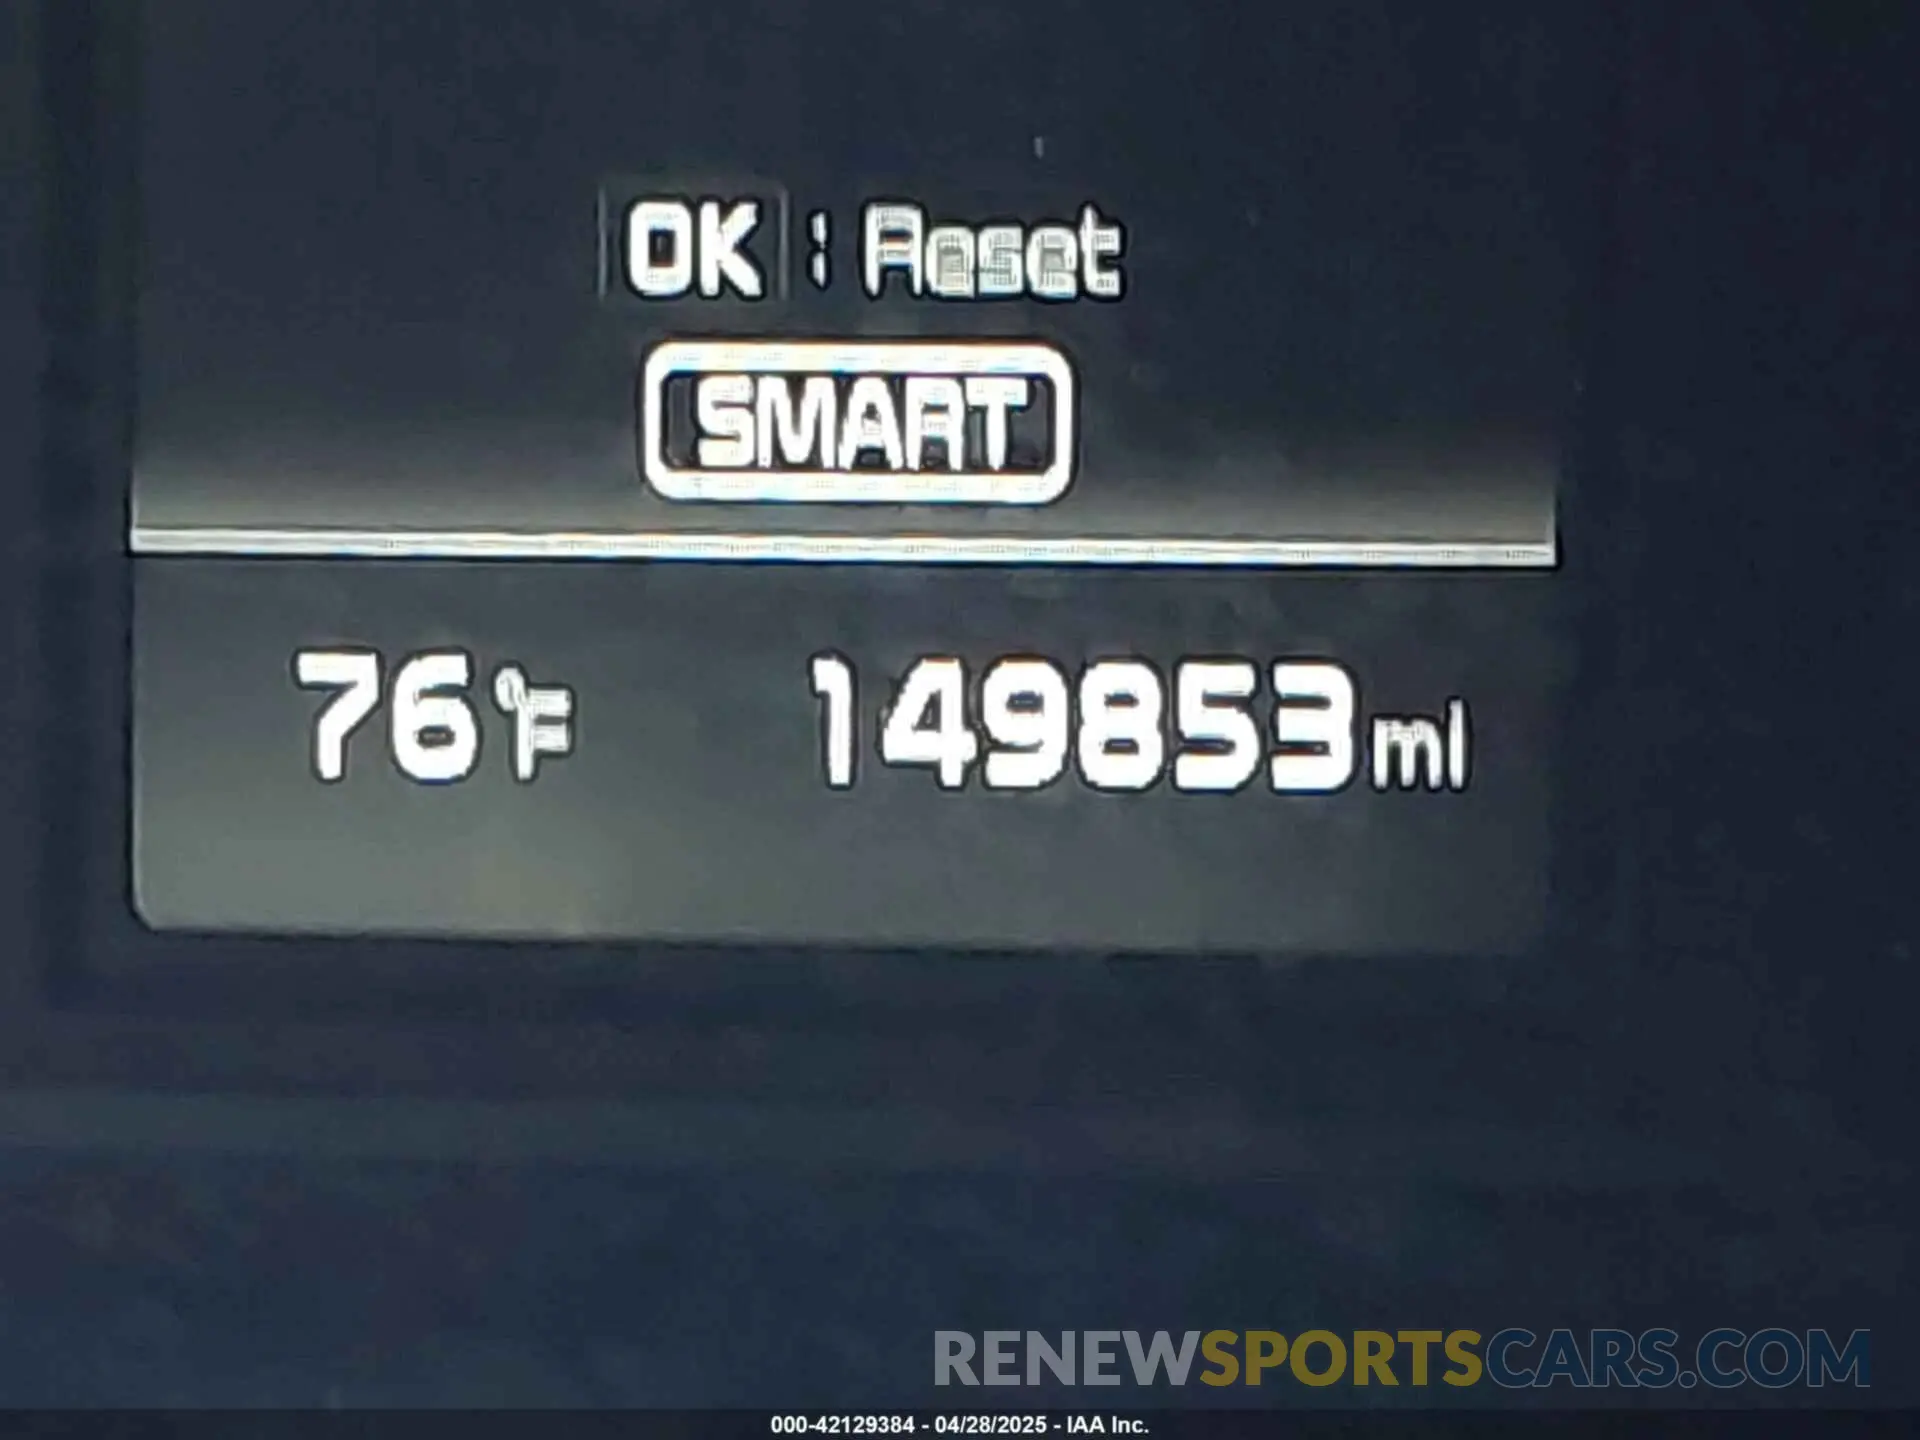 OK : Reset
SMART
76°F 149853 mi
RENEWSPORTSCARS.COM
000-42129384 - 04/28/2025 - IAA Inc.